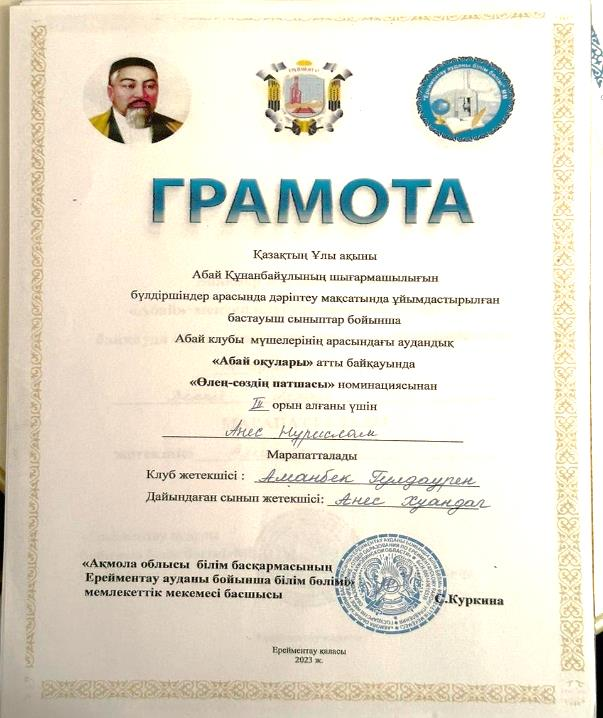 ГРАМОТА
Қазақтың Ұлы ақыны
Абай Құнанбайұлының шығармашылығын
бүлдіршіндер арасында дәріптеу мақсатында ұйымдастырылған
бастауыш сыныптар бойынша
Абай клубы мүшелерінің арасындағы аудандық
«Абай оқулары» атты байқауында
«Өлең-сөздің патшасы» номинациясынан
орын алғаны үшін
Анес Нұрислам
Марапатталады
Клуб жетекшісі : Аманбек Гулдаурен
Дайындаған сынып жетекшісі: Анес Хуандаг
«Ақмола облысы білім басқармасының
Ерейментау ауданы бойынша білім бөлімі»
мемлекеттік мекемесі басшысы
С.Куркина
Ерейментау қаласы
2023 ж.